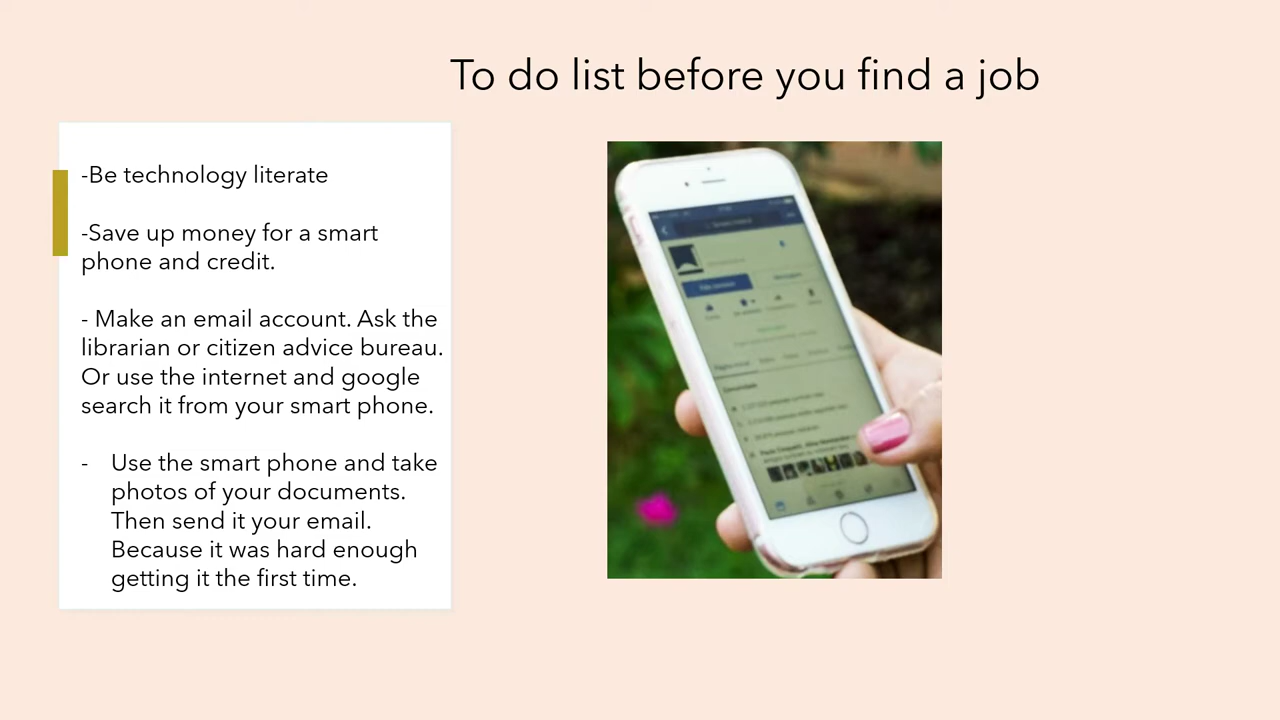 To do list before you find a job
-Be technology literate
-Save up money for a smart
phone and credit.
- Make an email account. Ask the
librarian or citizen advice bureau.
Or use the internet and google
search it from your smart phone.
- Use the smart phone and take
photos of your documents.
Then send it your email.
Because it was hard enough
getting it the first time.